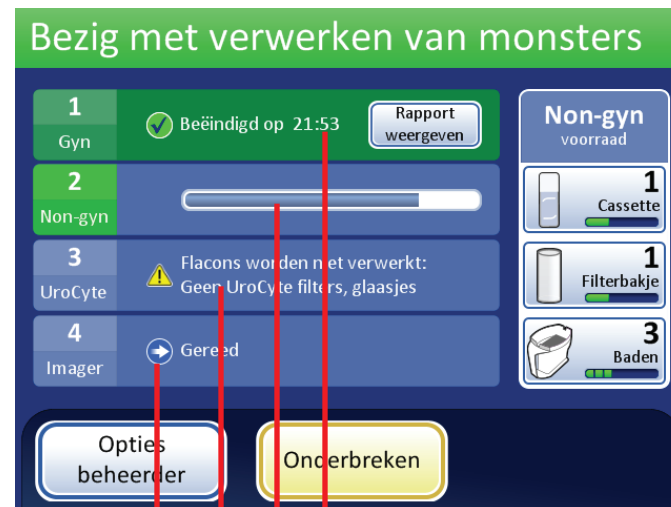 Bezig met verwerken van monsters
1
Gyn
Beëindigd op 21:53
Rapport
weergeven
2
Non-gyn
3
UroCyte
Flacons worden niet verwerkt:
Geen UroCyte filters, glaasjes
4
Imager
Gereed
Non-gyn
voorraad
1
Cassette
1
Filterbakje
3
Baden
Opties
beheerder
Onderbreken